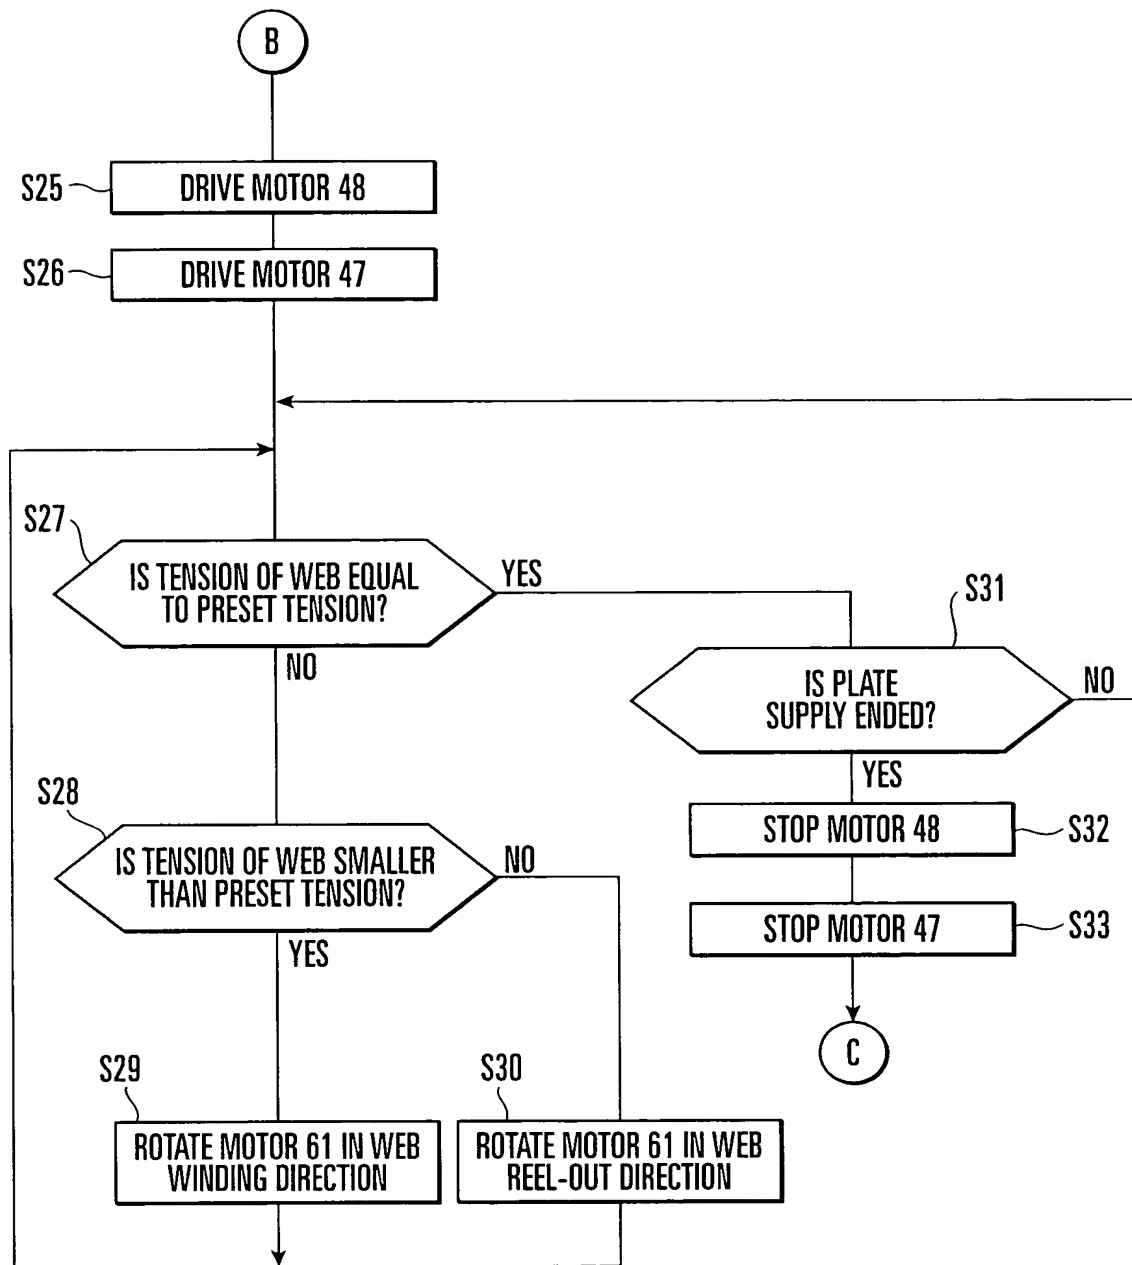 B
S25
DRIVE MOTOR 48
S26
DRIVE MOTOR 47
S27
IS TENSION OF WEB EQUAL
TO PRESET TENSION?
YES
NO
S31
IS PLATE
SUPPLY ENDED?
NO
YES
S28
IS TENSION OF WEB SMALLER
THAN PRESET TENSION?
NO
YES
STOP MOTOR 48
S32
STOP MOTOR 47
S33
C
S29
ROTATE MOTOR 61 IN WEB
WINDING DIRECTION
S30
ROTATE MOTOR 61 IN WEB
REEL-OUT DIRECTION